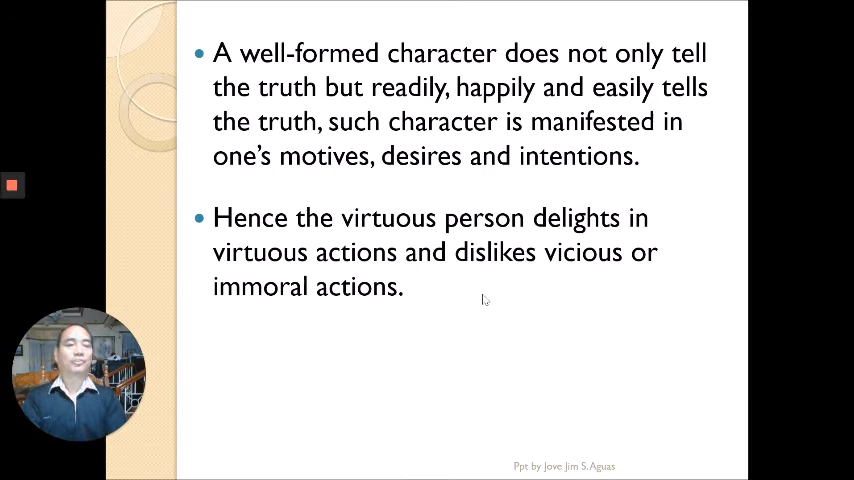 A well-formed character does not only tell
the truth but readily, happily and easily tells
the truth, such character is manifested in
one's motives, desires and intentions.
Hence the virtuous person delights in
virtuous actions and dislikes vicious or
immoral actions.
Ppt by Jove Jim S. Aguas